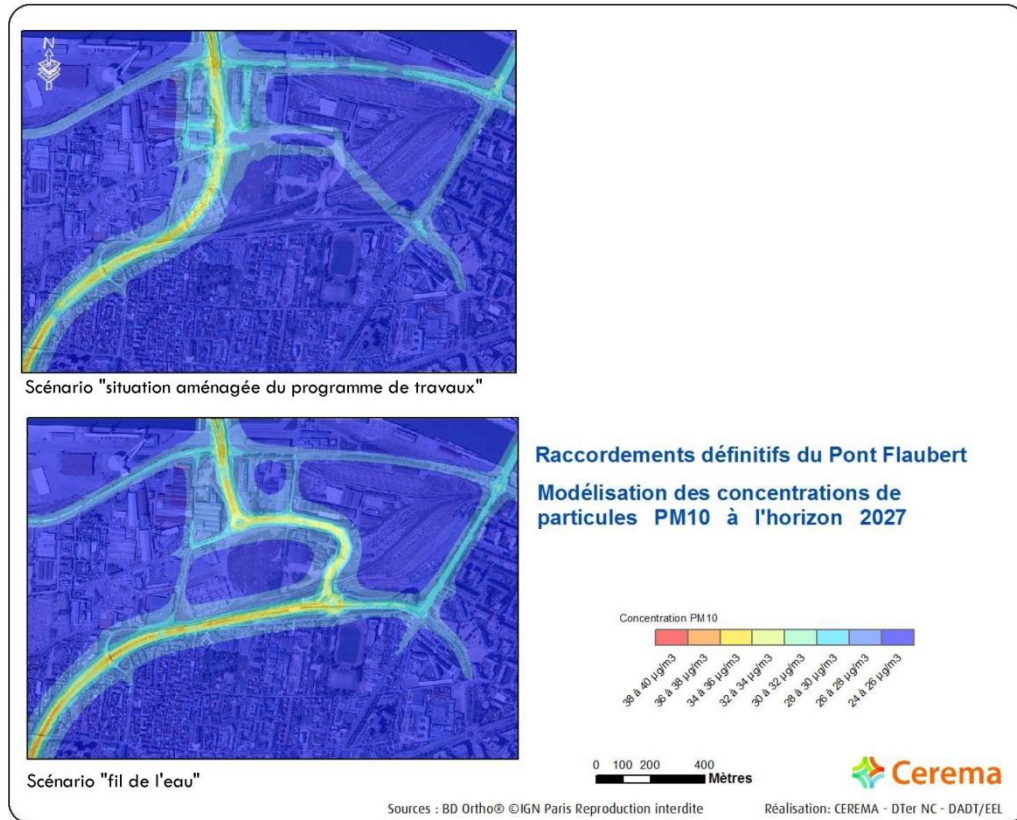 N
Scénario "situation aménagée du programme de travaux"
Scénario "fil de l'eau"
Raccordements définitifs du Pont Flaubert
Modélisation des concentrations de
particules PM10 à l'horizon 2027
Concentration PM10
38 à 40 µg/m3
36 à 38 µg/m3
34 à 36 µg/m3
32 à 34 µg/m3
30 à 32 µg/m3
28 à 30 µg/m3
26 à 28 µg/m3
24 à 26 µg/m3
0 100 200 400
Mètres
Cerema
Sources : BD Ortho® ©IGN Paris Reproduction interdite
Réalisation: CEREMA - DTer NC - DADT/EEL